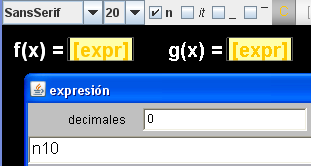 SansSerif 20 n it _ ‾ c.
f(x) = [expr] g(x) = [expr]
expresión
decimales 0
n10